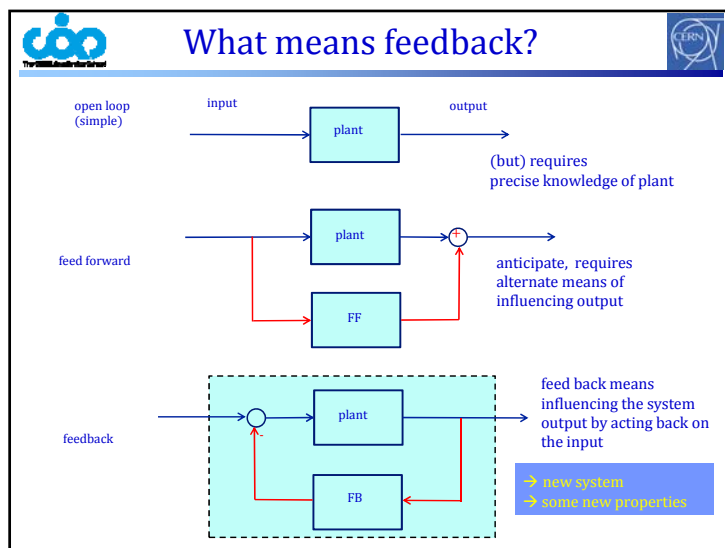 What means feedback?
CERN
open loop
(simple)
input
plant
output
(but) requires
precise knowledge of plant
feed forward
plant
+
FF
anticipate, requires
alternate means of
influencing output
feedback
-
plant
FB
feed back means
influencing the system
output by acting back on
the input
→ new system
→ some new properties